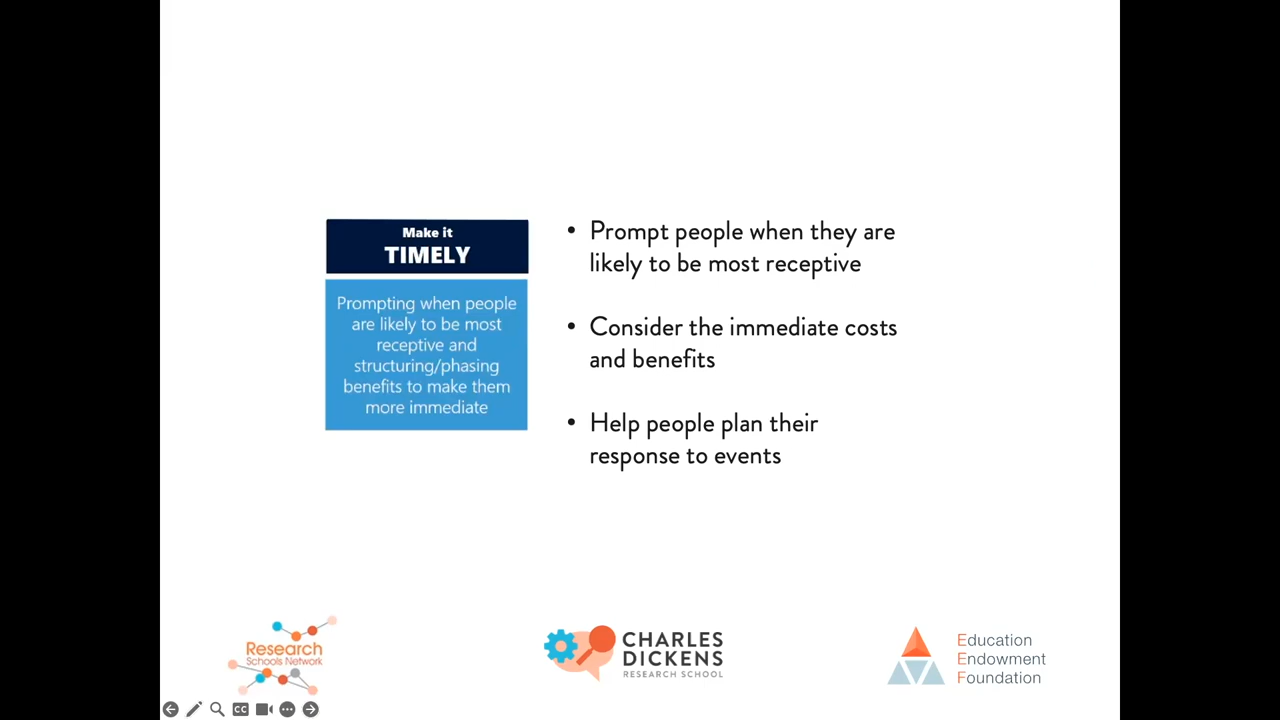 Make it
TIMELY
Prompting when people
are likely to be most
receptive and
structuring/phasing
benefits to make them
more immediate
• Prompt people when they are
likely to be most receptive
• Consider the immediate costs
and benefits
• Help people plan their
response to events
Research
Schools Network
CHARLES
DICKENS
RESEARCH SCHOOL
Education
Endowment
Foundation
CC